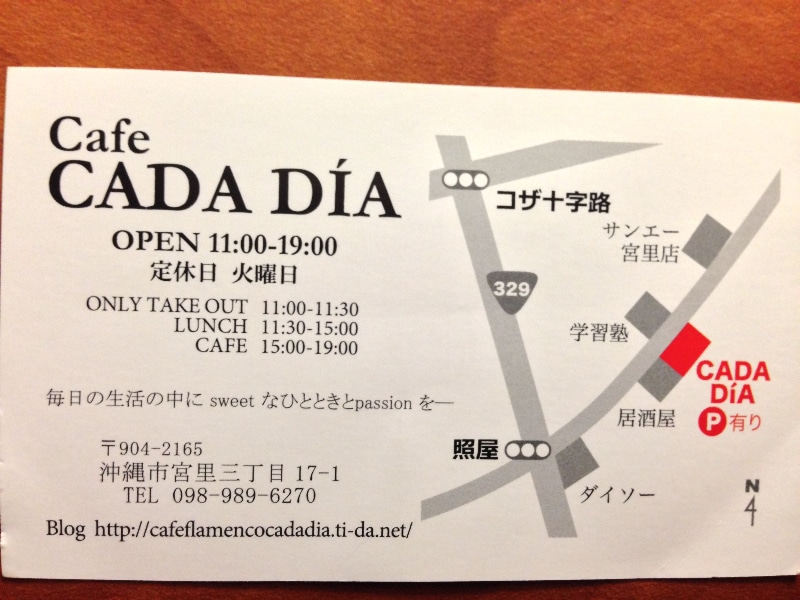 Cafe
CADA DÍA
OPEN 11:00-19:00
定休日 火曜日
ONLY TAKE OUT 11:00-11:30
LUNCH 11:30-15:00
CAFE 15:00-19:00
毎日の生活の中に sweet なひとときとpassion を―
〒904-2165
沖縄市宮里三丁目 17-1
TEL 098-989-6270
Blog http://cafeflamencocadadia.ti-da.net/
コザ十字路
サンエー
宮里店
329
学習塾
CADA
DíA
P 有り
居酒屋
照屋
ダイソー
N